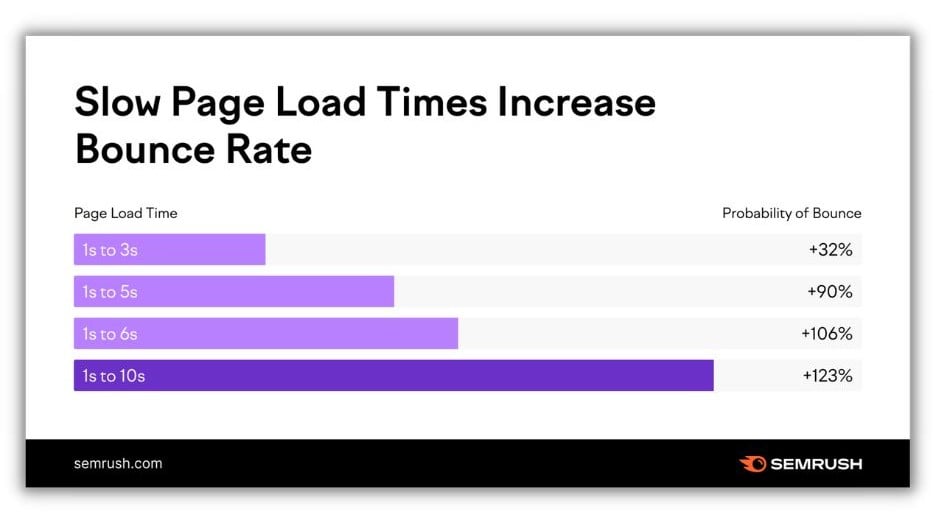 Slow Page Load Times Increase
Bounce Rate
Page Load Time Probability of Bounce
1s to 3s +32%
1s to 5s +90%
1s to 6s +106%
1s to 10s +123%
semrush.com SEMRUSH